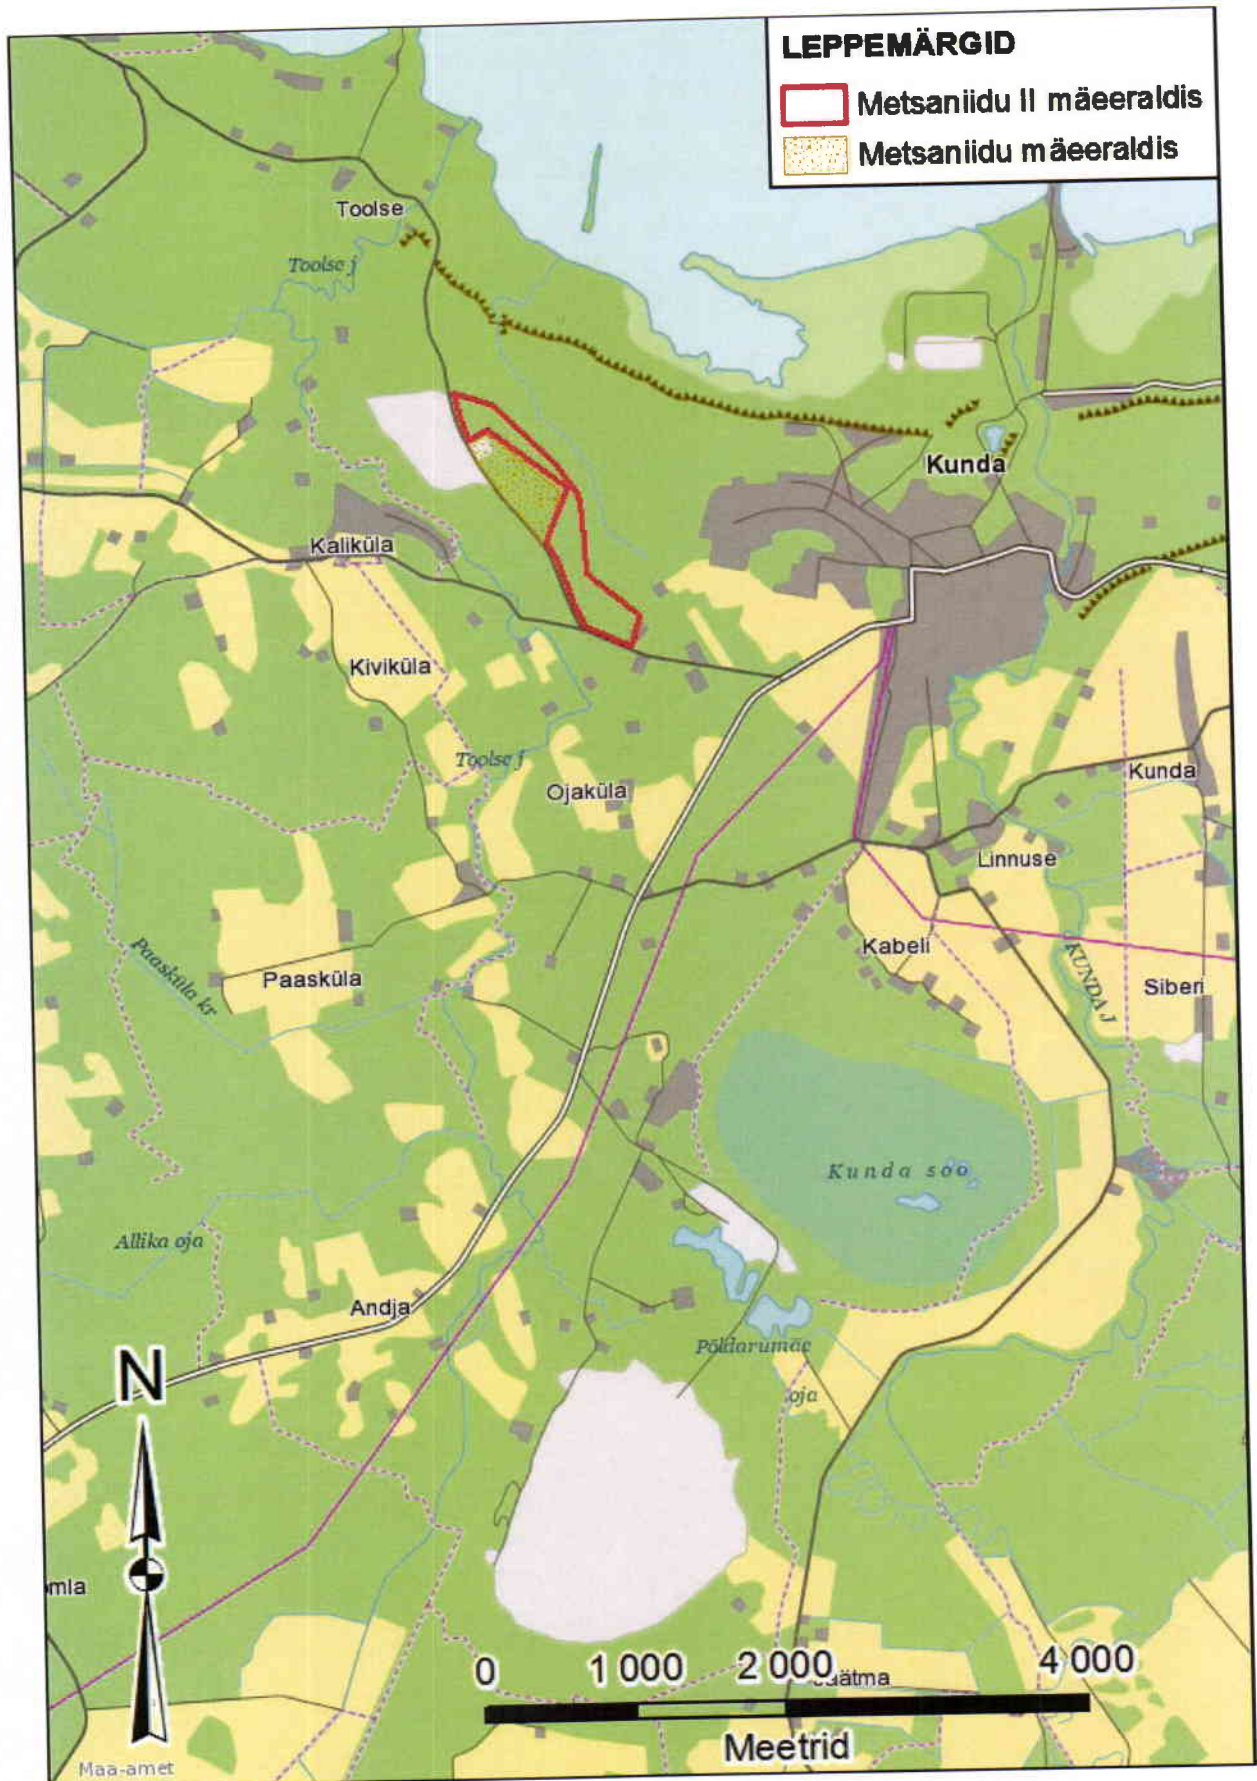 LEPPEMÄRGID
Metsaniidu II mäeeraldis
Metsaniidu mäeeraldis
Toolse
Toolse j
Kunda
Kaliküla
Kiviküla
Toolse j
Ojaküla
Kunda
Linnuse
Kabeli
KUNDA J
Siberi
Paasküla kr
Paasküla
Kunda soo
Allika oja
Andja
Põldarumäe
oja
N
mla
0 1 000 2 000 4 000
äätma
Meetrid
Maa-amet